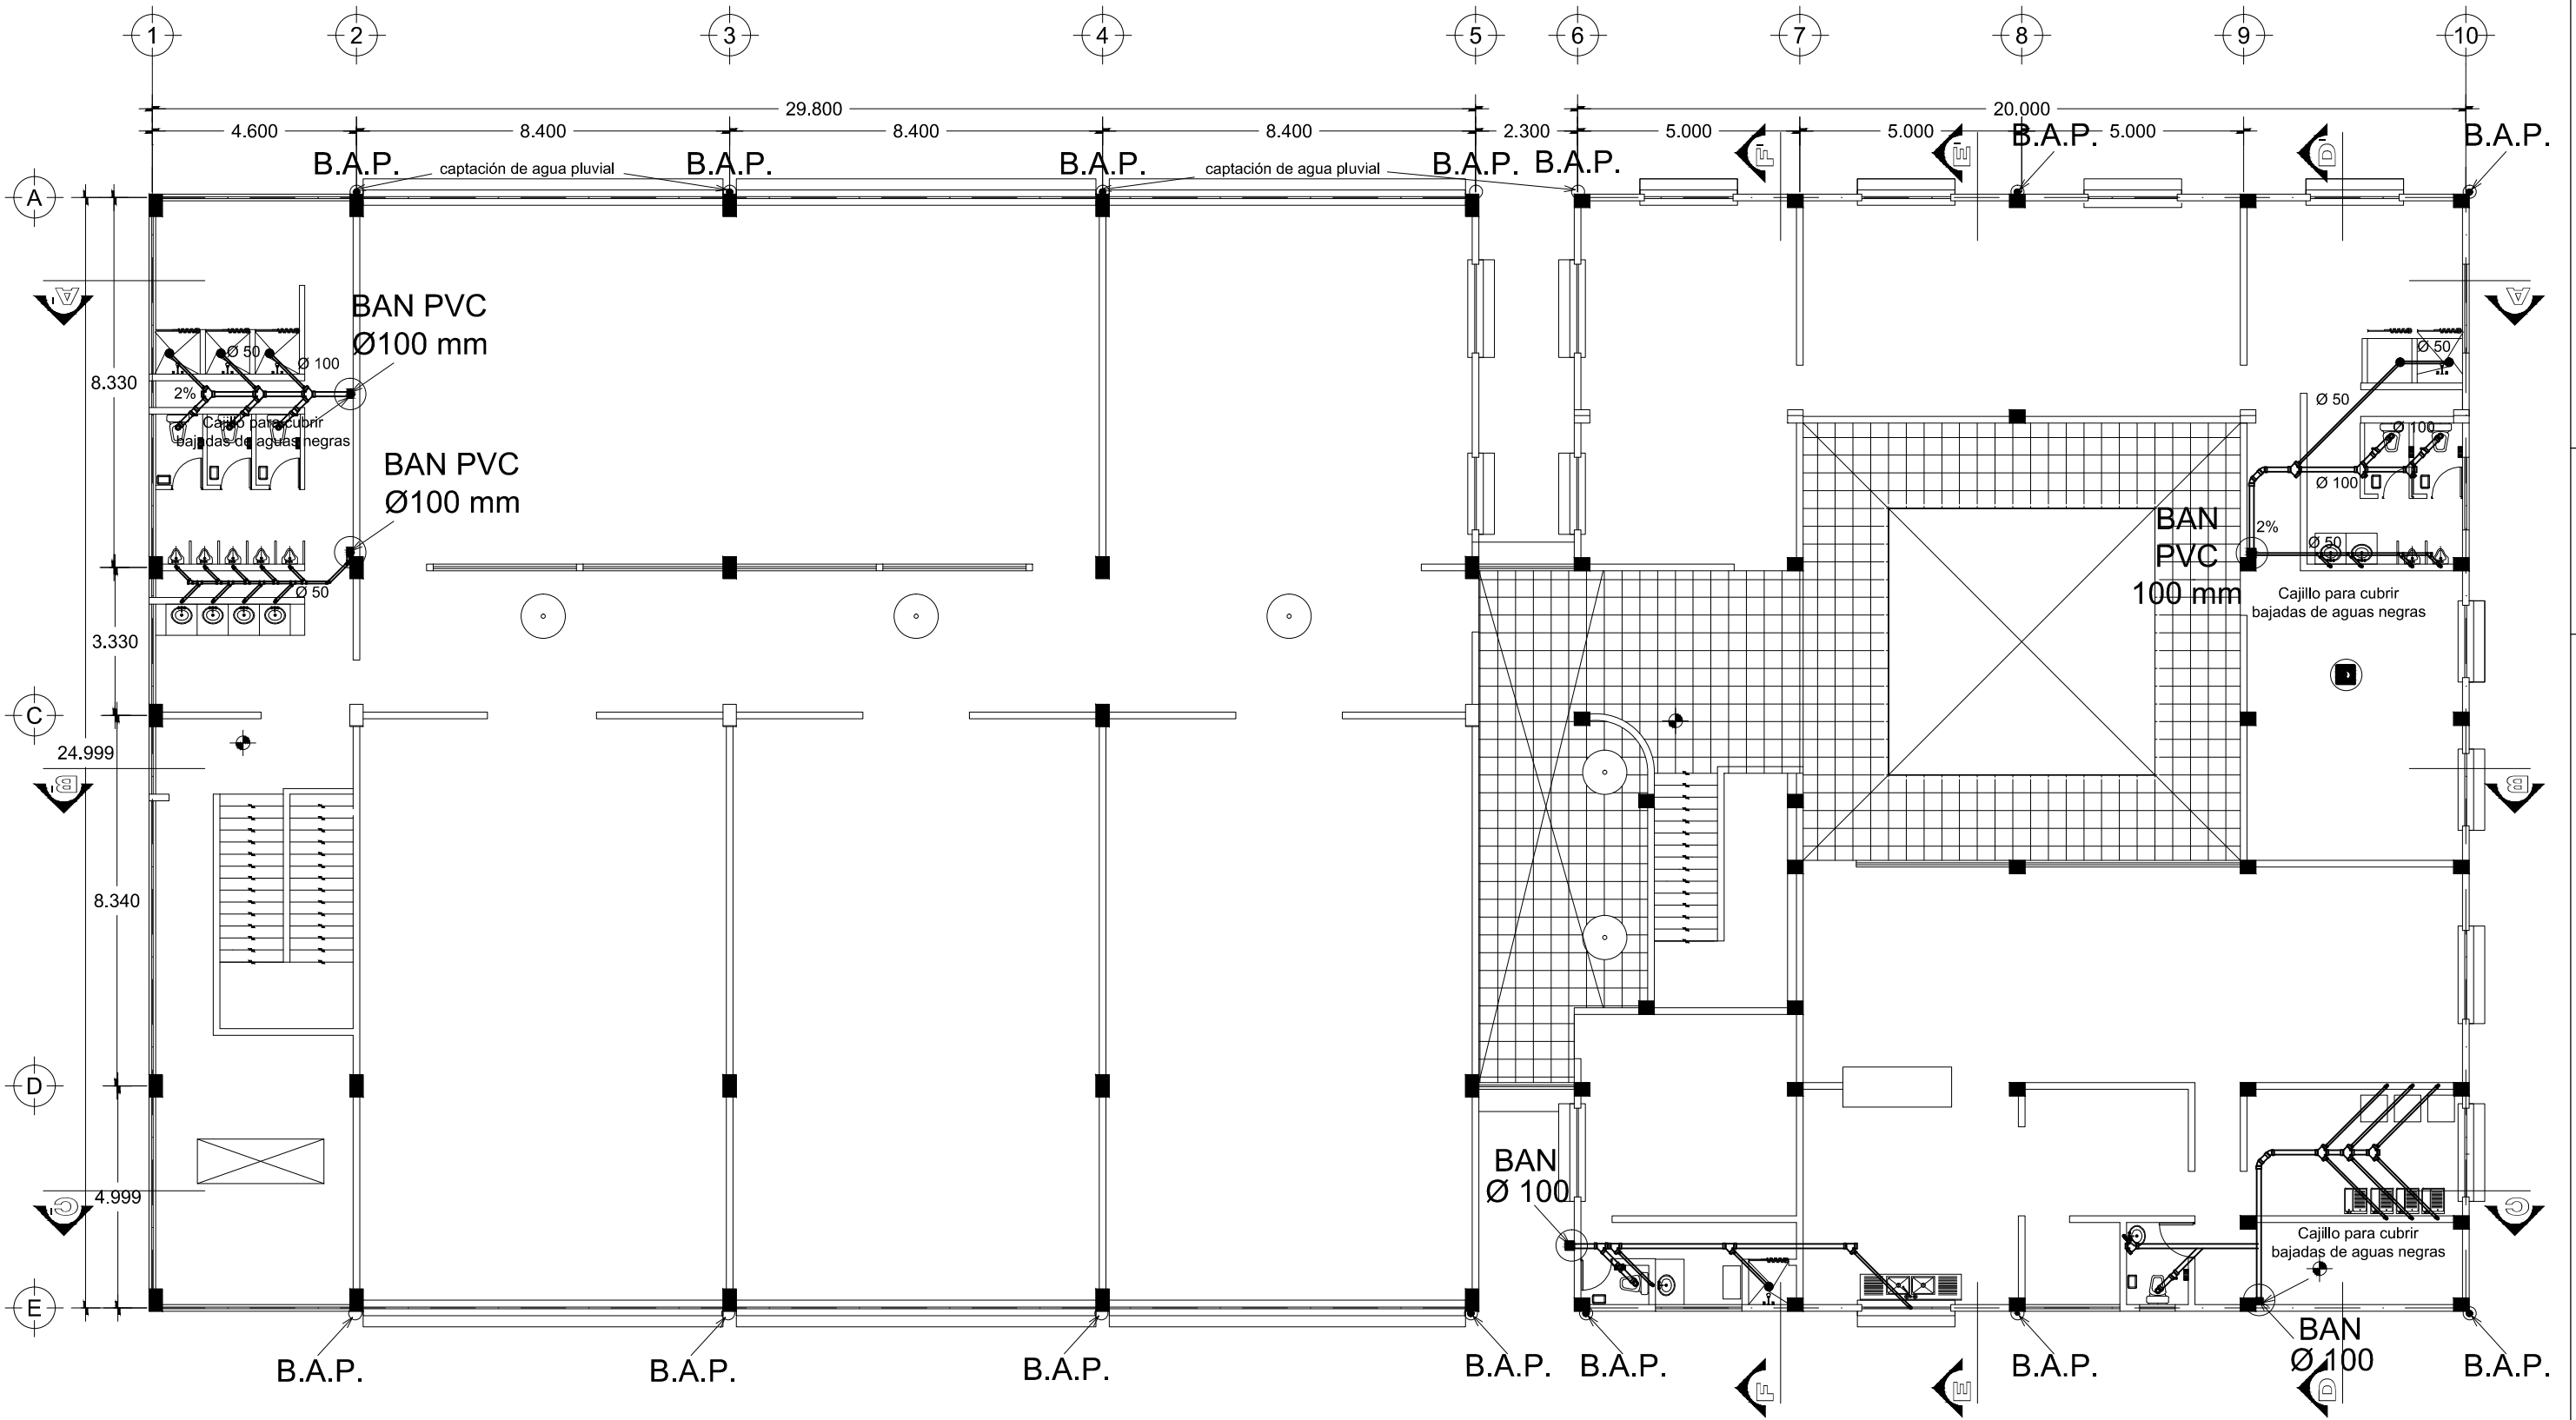 1 2 3 4 5 6 7 8 9 10
29.800 20.000
4.600 8.400 8.400 8.400 2.300 5.000 5.000 5.000
B.A.P. captación de agua pluvial B.A.P. B.A.P. captación de agua pluvial B.A.P. B.A.P. F' E' B.A.P. D' B.A.P.
A
A' A'
BAN PVC
Ø100 mm
Ø 50 Ø 100
8.330
2%
Cajillo para cubrir
bajadas de aguas negras
BAN PVC
Ø100 mm
Ø 50
Ø 50
Ø 50
Ø 100
Ø 100
BAN
PVC
100 mm
2%
Ø 50
Cajillo para cubrir
bajadas de aguas negras
3.330
C
24.999
B' B'
8.340
D
4.999
C' C'
BAN
Ø 100
Cajillo para cubrir
bajadas de aguas negras
E
BAN
Ø 100
B.A.P. B.A.P. B.A.P. B.A.P. B.A.P. B.A.P. B.A.P.
F E D